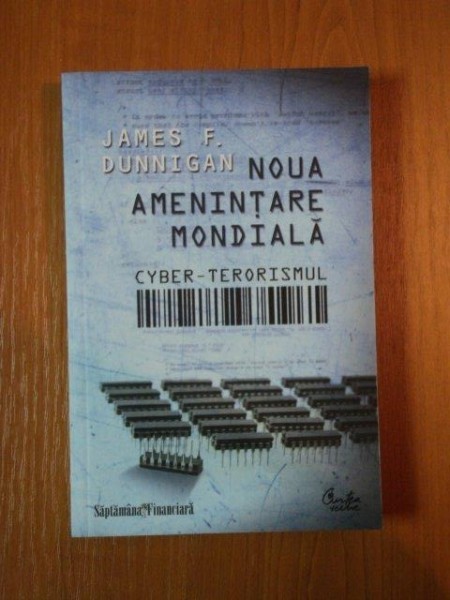 JAMES F.
DUNNIGAN
NOUA
AMENINȚARE
MONDIALĂ
CYBER-TERORISMUL
Săptămâna Financiară
Curtea
veche